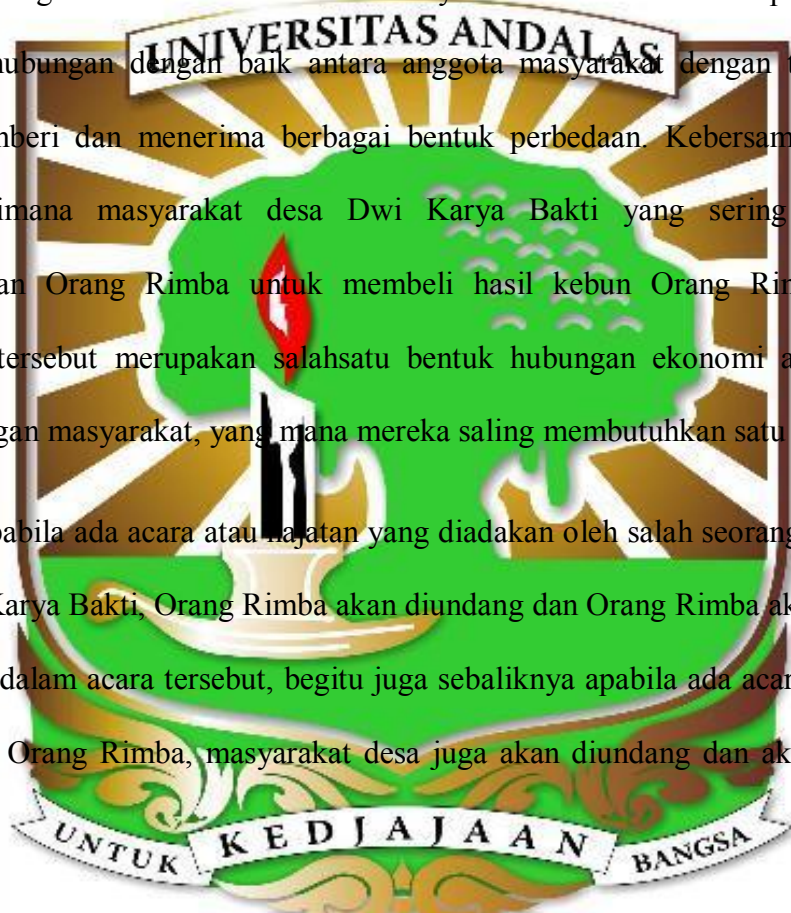 UNIVERSITAS ANDALAS
hubungan dengan baik antara anggota masyarakat dengan t
beri dan menerima berbagai bentuk perbedaan. Kebersam
imana masyarakat desa Dwi Karya Bakti yang sering
an Orang Rimba untuk membeli hasil kebun Orang Rim
tersebut merupakan salahsatu bentuk hubungan ekonomi a
gan masyarakat, yang mana mereka saling membutuhkan satu
pabila ada acara atau hajatan yang diadakan oleh salah seorang
Karya Bakti, Orang Rimba akan diundang dan Orang Rimba ak
dalam acara tersebut, begitu juga sebaliknya apabila ada acar
Orang Rimba, masyarakat desa juga akan diundang dan ak
UNTUK KEDJAJAAN BANGSA